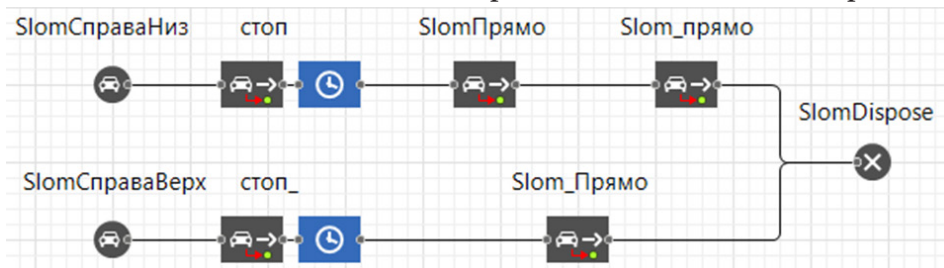 SlomСправаНиз стоп SlomПрямо Slom_прямо
SlomDispose
SlomСправаВерх стоп_ Slom_Прямо